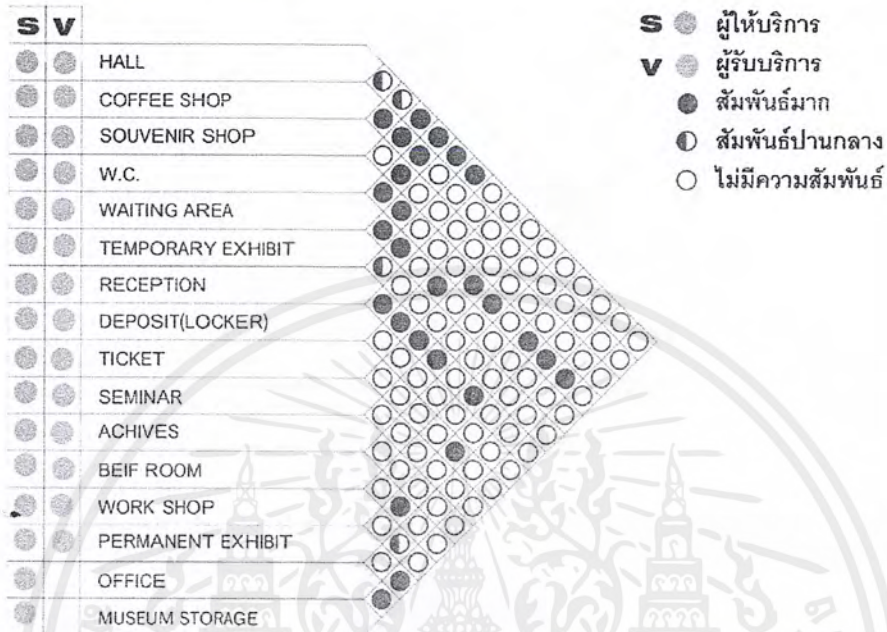 S V
HALL
COFFEE SHOP
SOUVENIR SHOP
W.C.
WAITING AREA
TEMPORARY EXHIBIT
RECEPTION
DEPOSIT(LOCKER)
TICKET
SEMINAR
ACHIVES
BEIF ROOM
WORK SHOP
PERMANENT EXHIBIT
OFFICE
MUSEUM STORAGE
S ผู้ให้บริการ
V ผู้รับบริการ
สัมพันธ์มาก
สัมพันธ์ปานกลาง
ไม่มีความสัมพันธ์